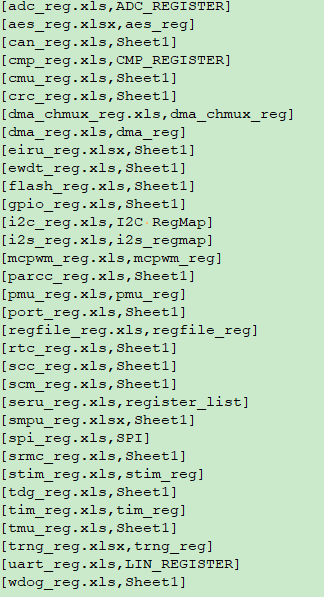 [adc_reg.xls,ADC_REGISTER]
[aes_reg.xlsx,aes_reg]
[can_reg.xls,Sheet1]
[cmp_reg.xls,CMP_REGISTER]
[cmu_reg.xls,Sheet1]
[crc_reg.xls,Sheet1]
[dma_chmux_reg.xls,dma_chmux_reg]
[dma_reg.xls,dma_reg]
[eiru_reg.xlsx,Sheet1]
[ewdt_reg.xls,Sheet1]
[flash_reg.xls,Sheet1]
[gpio_reg.xls,Sheet1]
[i2c_reg.xls,I2C RegMap]
[i2s_reg.xls,i2s_regmap]
[mcpwm_reg.xls,mcpwm_reg]
[parcc_reg.xls,Sheet1]
[pmu_reg.xls,pmu_reg]
[port_reg.xls,Sheet1]
[regfile_reg.xls,regfile_reg]
[rtc_reg.xls,Sheet1]
[scc_reg.xls,Sheet1]
[scm_reg.xls,Sheet1]
[seru_reg.xls,register_list]
[smpu_reg.xlsx,Sheet1]
[spi_reg.xls,SPI]
[srmc_reg.xls,Sheet1]
[stim_reg.xls,stim_reg]
[tdg_reg.xls,Sheet1]
[tim_reg.xls,tim_reg]
[tmu_reg.xls,Sheet1]
[trng_reg.xlsx,trng_reg]
[uart_reg.xls,LIN_REGISTER]
[wdog_reg.xls,Sheet1]